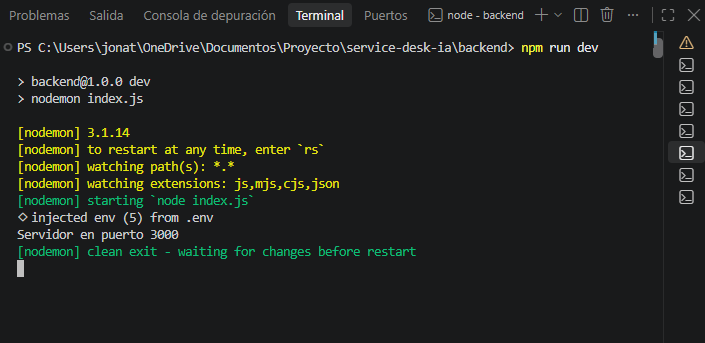 Problemas Salida Consola de depuración Terminal Puertos node - backend
PS C:\Users\jonat\OneDrive\Documentos\Proyecto\service-desk-ia\backend> npm run dev
> backend@1.0.0 dev
> nodemon index.js
[nodemon] 3.1.14
[nodemon] to restart at any time, enter `rs`
[nodemon] watching path(s): *.*
[nodemon] watching extensions: js,mjs,cjs,json
[nodemon] starting `node index.js`
◇ injected env (5) from .env
Servidor en puerto 3000
[nodemon] clean exit - waiting for changes before restart